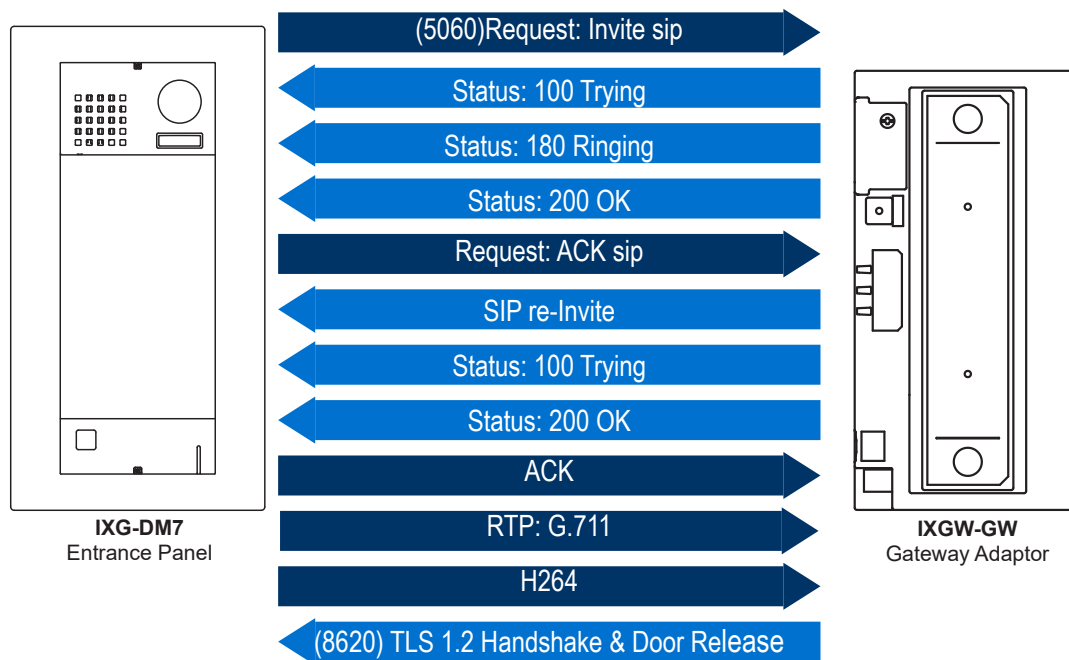 (5060)Request: Invite sip
Status: 100 Trying
Status: 180 Ringing
Status: 200 OK
Request: ACK sip
SIP re-Invite
Status: 100 Trying
Status: 200 OK
ACK
RTP: G.711
H264
(8620) TLS 1.2 Handshake & Door Release
IXG-DM7
Entrance Panel
IXGW-GW
Gateway Adaptor